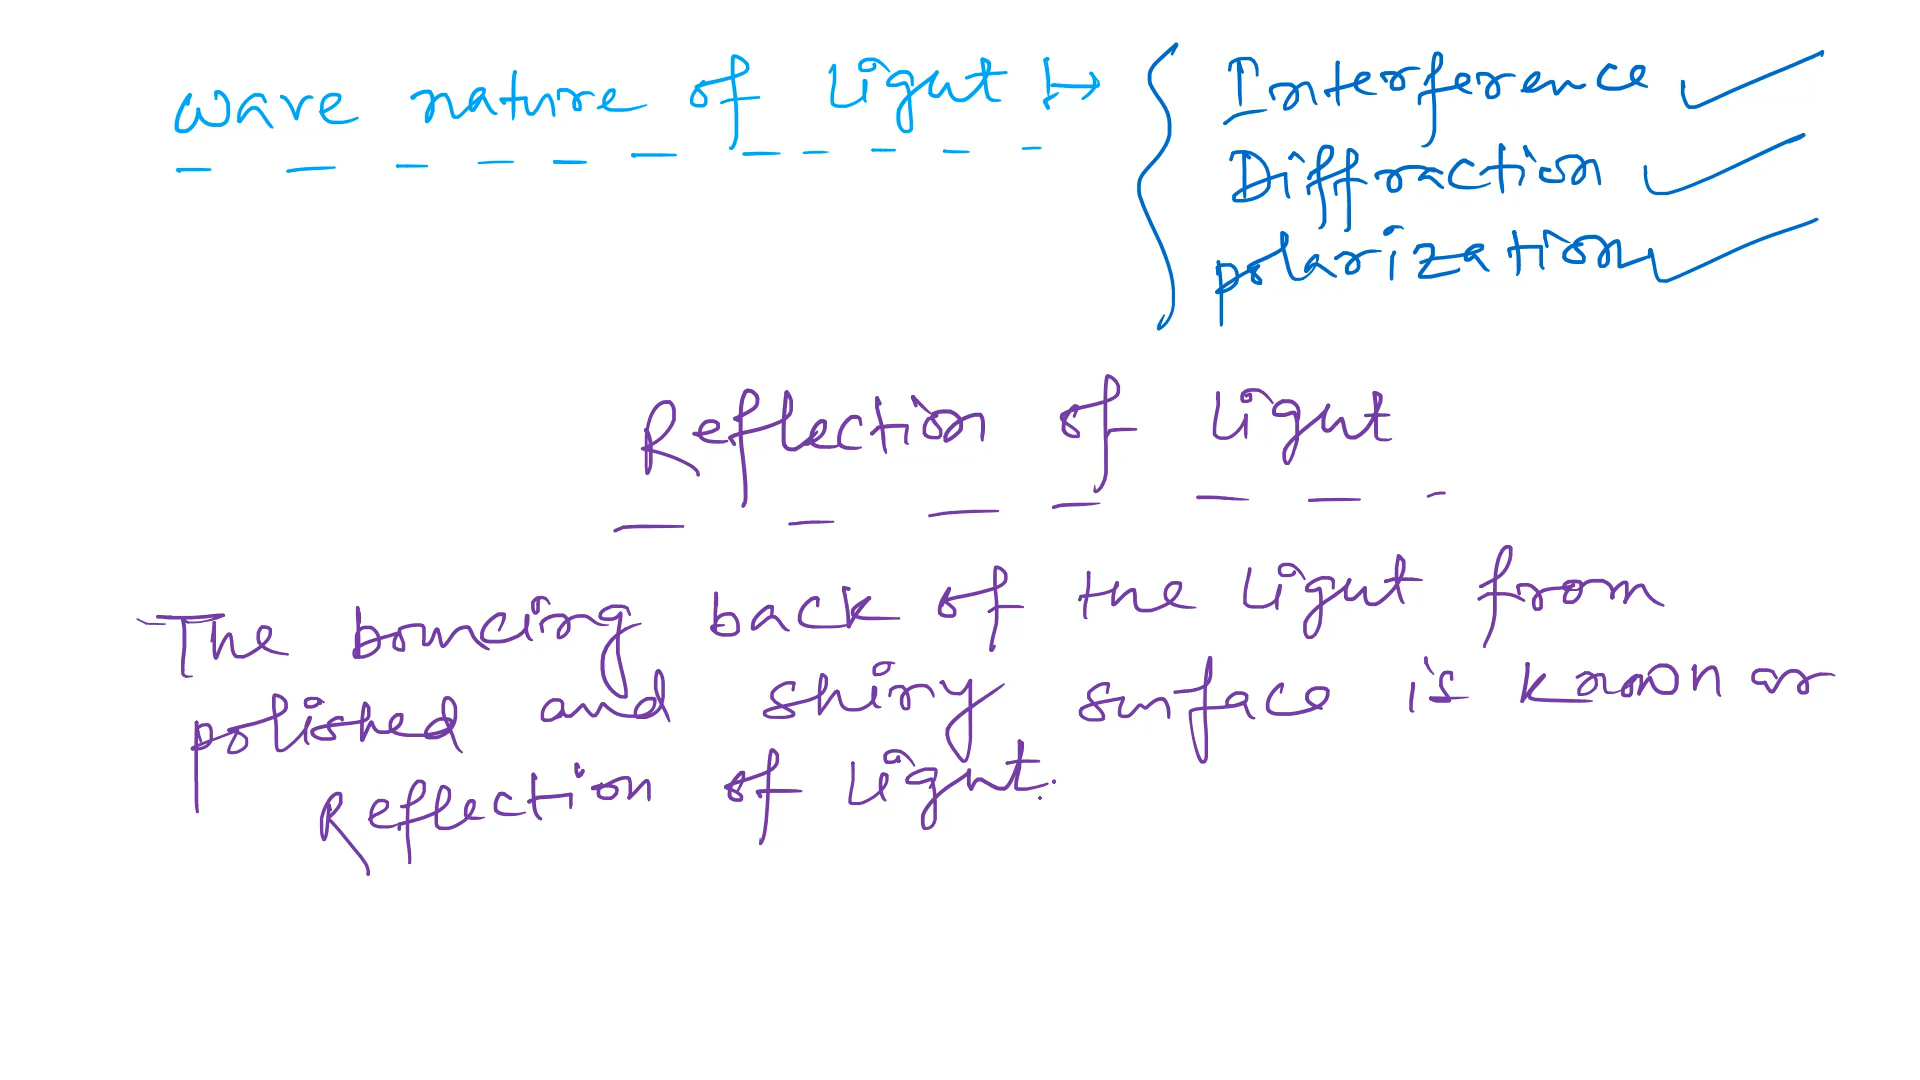 wave nature of Light ↦ { Interference ✓
Diffraction ✓
polarization ✓
Reflection of Light
The bouncing back of the Light from
polished and shiny surface is known as
Reflection of Light.